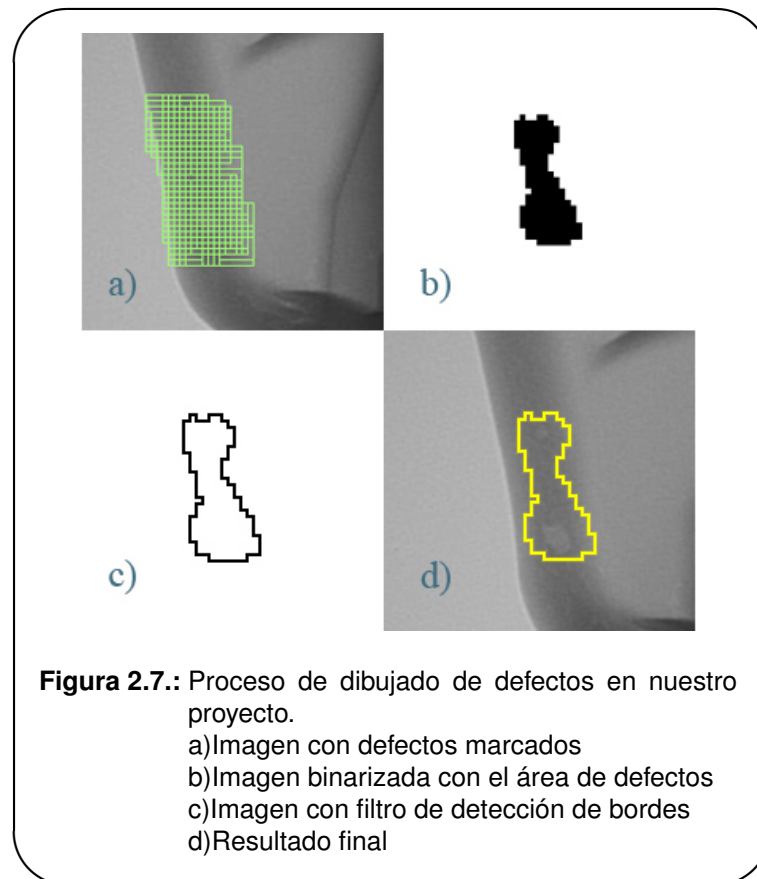 a)
b)
c)
d)
Figura 2.7.: Proceso de dibujado de defectos en nuestro
proyecto.
a)Imagen con defectos marcados
b)Imagen binarizada con el área de defectos
c)Imagen con filtro de detección de bordes
d)Resultado final